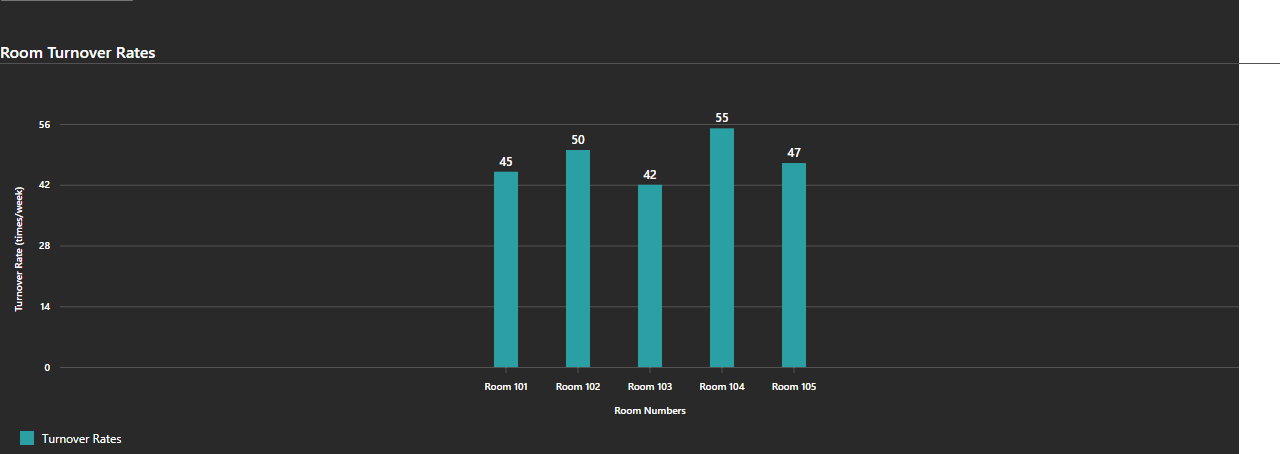 Room Turnover Rates
56
42
28
14
0
Turnover Rate (times/week)
45
50
42
55
47
Room 101
Room 102
Room 103
Room 104
Room 105
Room Numbers
Turnover Rates